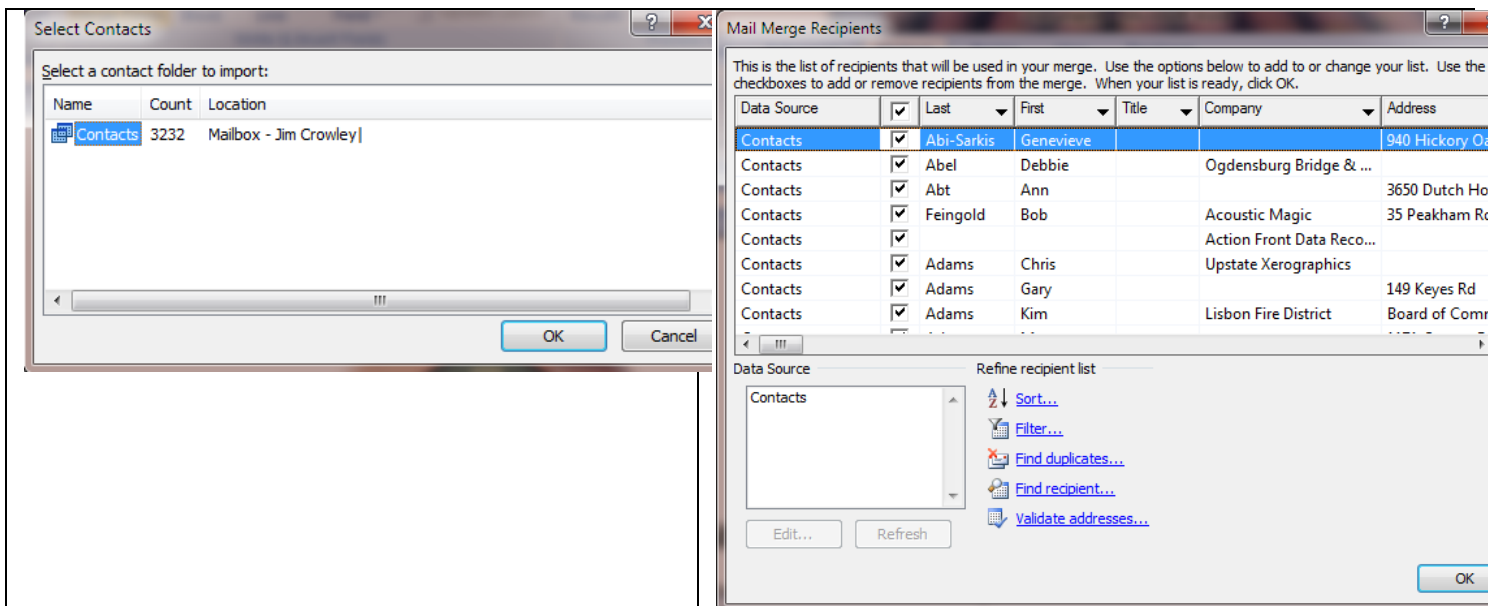 Select Contacts
Select a contact folder to import:
Name Count Location
Contacts 3232 Mailbox - Jim Crowley
OK Cancel
Mail Merge Recipients
This is the list of recipients that will be used in your merge. Use the options below to add to or change your list. Use the
checkboxes to add or remove recipients from the merge. When your list is ready, click OK.
Data Source Last First Title Company Address
Contacts Abi-Sarkis Genevieve 940 Hickory
Contacts Abel Debbie Ogdensburg Bridge & ...
Contacts Abt Ann 3650 Dutch
Contacts Feingold Bob Acoustic Magic 35 Peakham
Contacts Action Front Data Reco...
Contacts Adams Chris Upstate Xerographics
Contacts Adams Gary 149 Keyes Rd
Contacts Adams Kim Lisbon Fire District Board of
Data Source
Contacts
Edit... Refresh
Refine recipient list
Sort...
Filter...
Find duplicates...
Find recipient...
Validate addresses...
OK